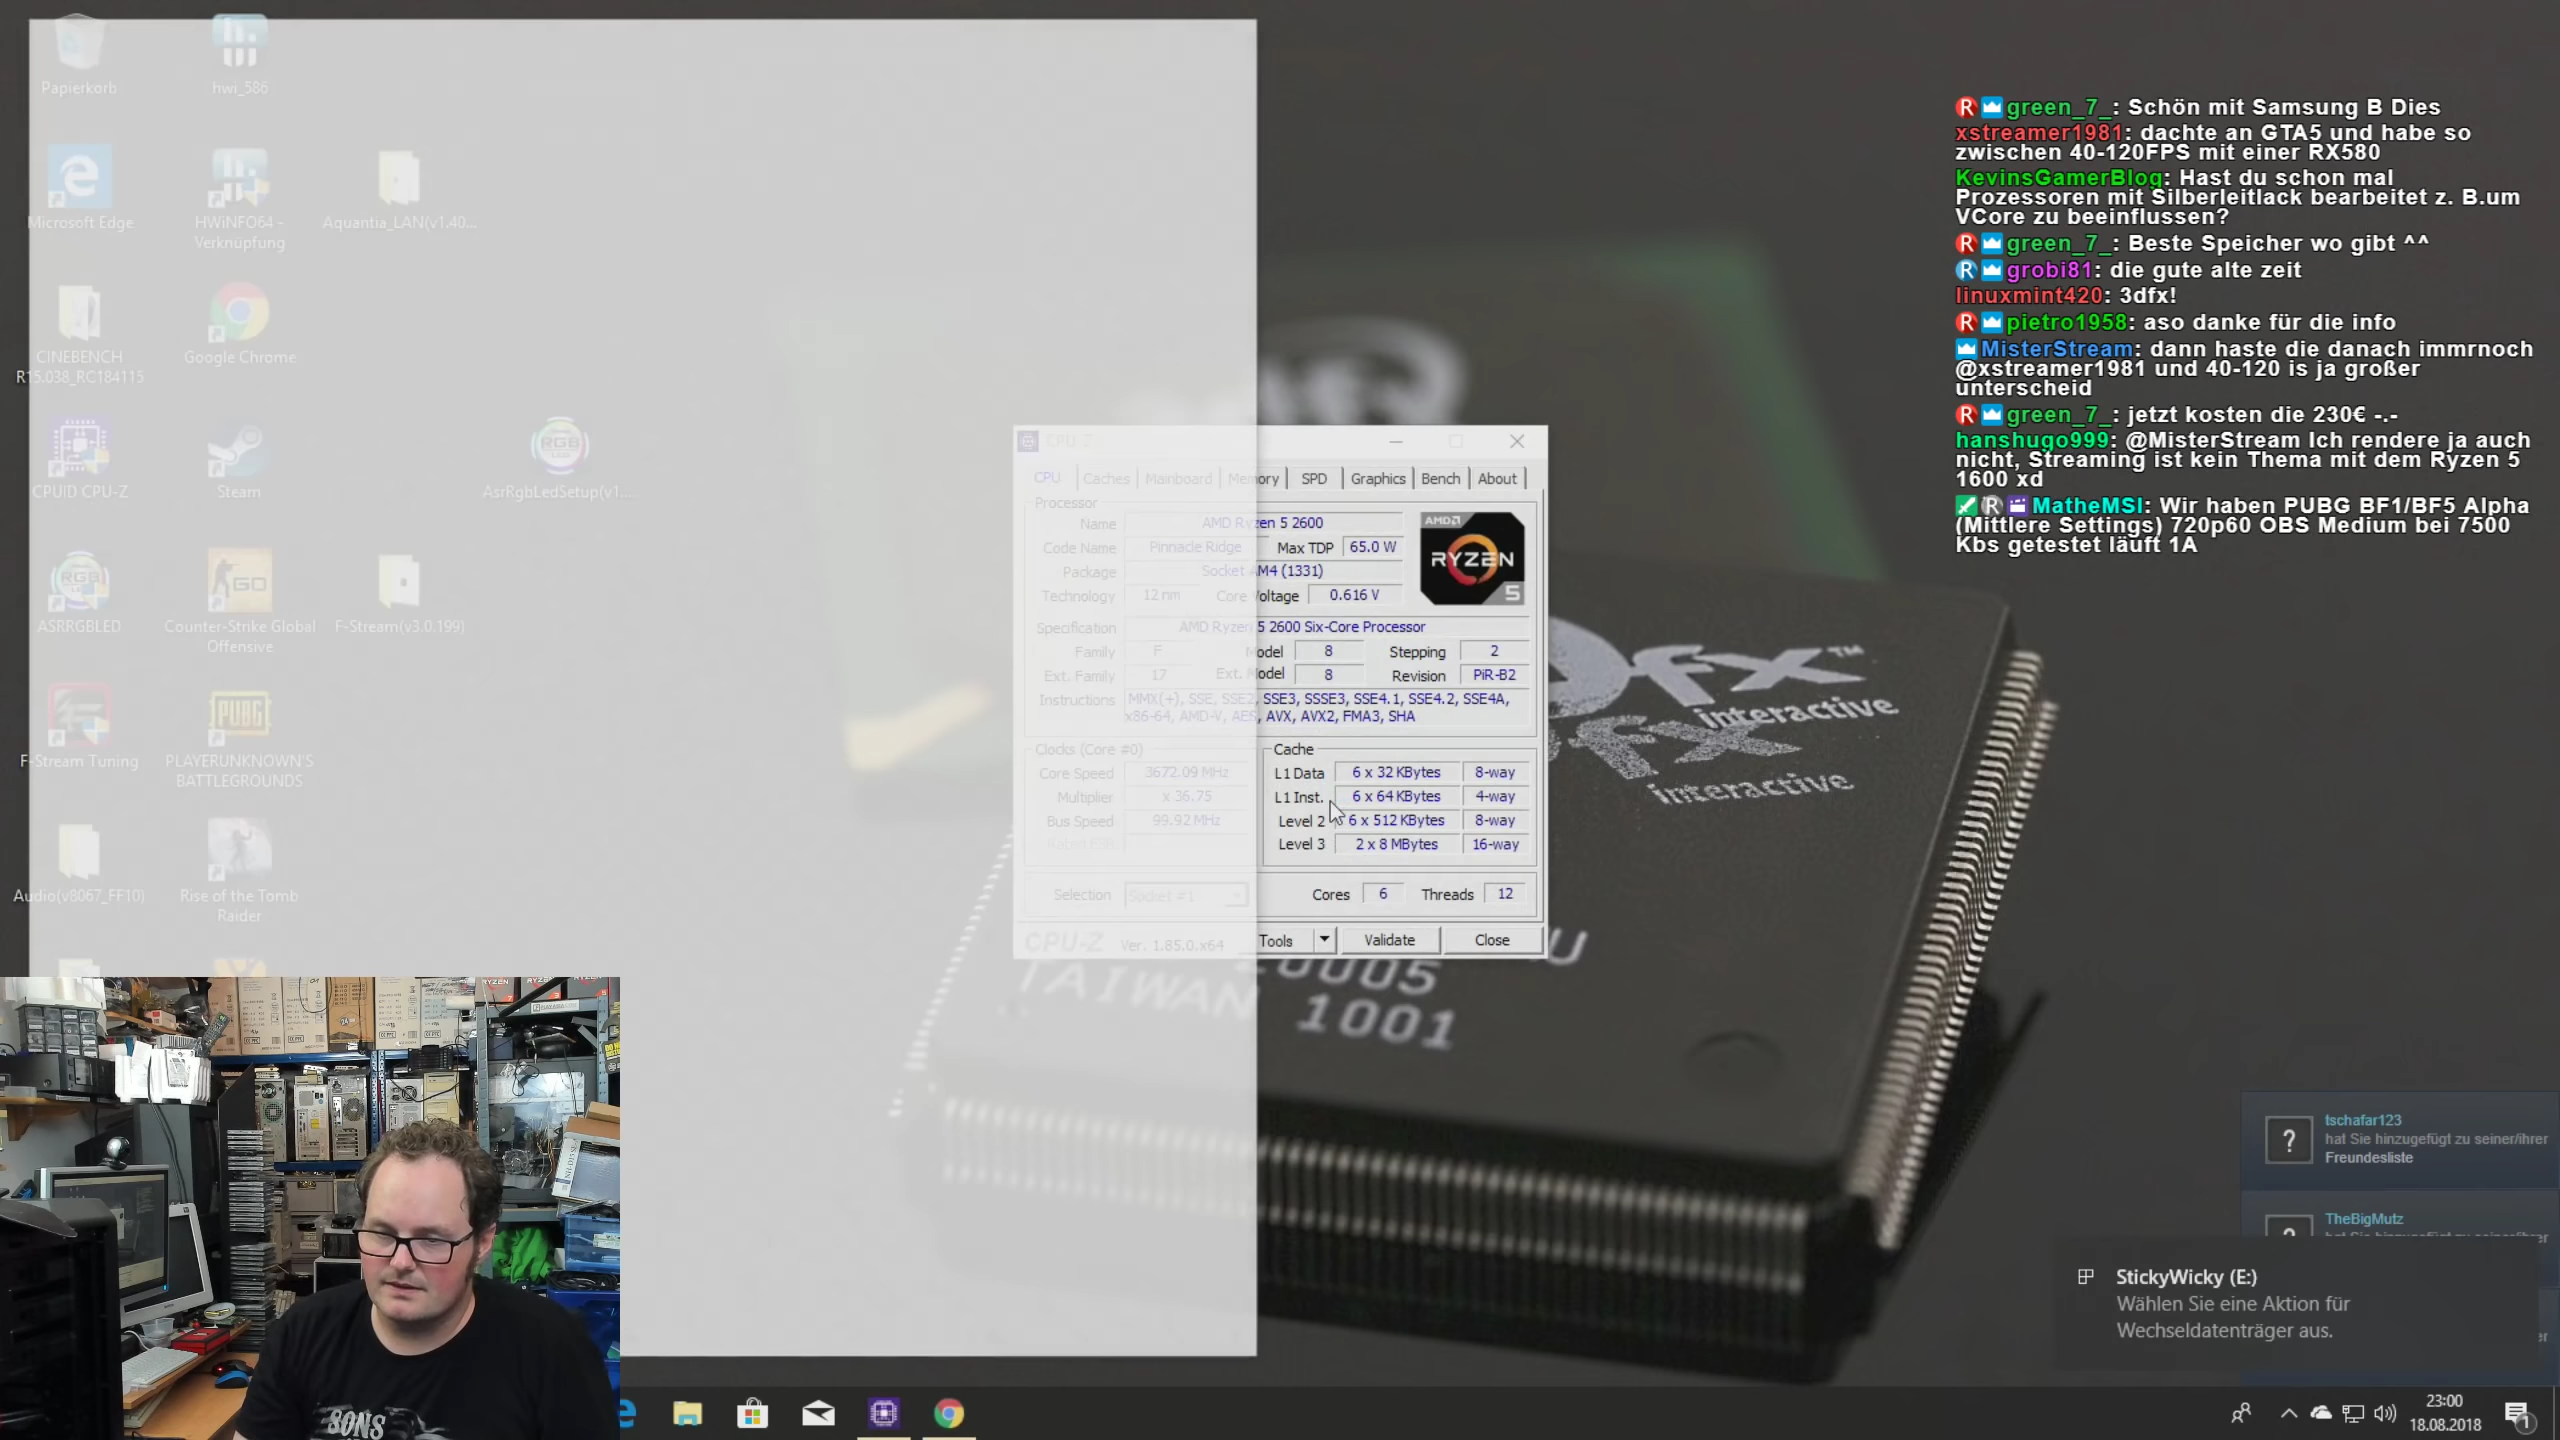 Papierkorb
hwi_586
Microsoft Edge
HWiNFO64 -
Verknüpfung
Aquantia_LAN(v1.40...
CINEBENCH
R15.038_RC184115
Google Chrome
CPUID CPU-Z
Steam
AsrRgbLedSetup(v1....
ASRRGBLED
Counter-Strike Global
Offensive
F-Stream(v3.0.199)
F-Stream Tuning
PLAYERUNKNOWN'S
BATTLEGROUNDS
Audio(v8067_FF10)
Rise of the Tomb
Raider
CPU-Z
CPU Caches Mainboard Memory SPD Graphics Bench About
Processor
Name AMD Ryzen 5 2600
Code Name Pinnacle Ridge Max TDP 65.0 W
Package Socket AM4 (1331)
Technology 12 nm Core Voltage 0.616 V
AMD
RYZEN
5
Specification AMD Ryzen 5 2600 Six-Core Processor
Family F Model 8 Stepping 2
Ext. Family 17 Ext. Model 8 Revision PiR-B2
Instructions MMX(+), SSE, SSE2, SSE3, SSSE3, SSE4.1, SSE4.2, SSE4A,
x86-64, AMD-V, AES, AVX, AVX2, FMA3, SHA
Clocks (Core #0)
Core Speed 3672.09 MHz
Multiplier x 36.75
Bus Speed 99.92 MHz
Rated FSB
Cache
L1 Data 6 x 32 KBytes 8-way
L1 Inst. 6 x 64 KBytes 4-way
Level 2 6 x 512 KBytes 8-way
Level 3 2 x 8 MBytes 16-way
Selection Socket #1 Cores 6 Threads 12
CPU-Z Ver. 1.85.0.x64 Tools Validate Close
fx™
interactive
fx
interactive
20005
TAIWAN 1001
green_7_: Schön mit Samsung B Dies
xstreamer1981: dachte an GTA5 und habe so
zwischen 40-120FPS mit einer RX580
KevinsGamerBlog: Hast du schon mal
Prozessoren mit Silberleitlack bearbeitet z. B.um
VCore zu beeinflussen?
green_7_: Beste Speicher wo gibt ^^
grobi81: die gute alte zeit
linuxmint420: 3dfx!
pietro1958: aso danke für die info
MisterStream: dann haste die danach immrnoch
@xstreamer1981 und 40-120 is ja großer
unterscheid
green_7_: jetzt kosten die 230€ -.-
hanshugo999: @MisterStream Ich rendere ja auch
nicht, Streaming ist kein Thema mit dem Ryzen 5
1600 xd
MatheMSI: Wir haben PUBG BF1/BF5 Alpha
(Mittlere Settings) 720p60 OBS Medium bei 7500
Kbs getestet läuft 1A
tschafar123
hat Sie hinzugefügt zu seiner/ihrer
Freundesliste
TheBigMutz
StickyWicky (E:)
Wählen Sie eine Aktion für
Wechseldatenträger aus.
SONS
23:00
18.08.2018
1